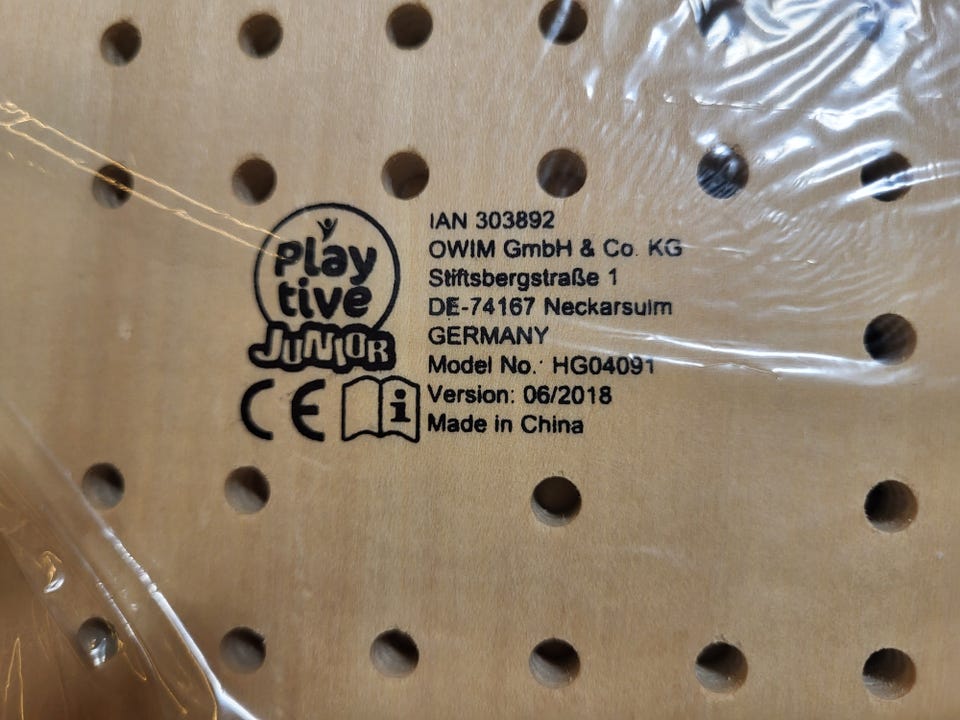 Play
tive
JUNIOR
CE
i
IAN 303892
OWIM GmbH & Co. KG
Stiftsbergstraße 1
DE-74167 Neckarsulm
GERMANY
Model No.: HG04091
Version: 06/2018
Made in China